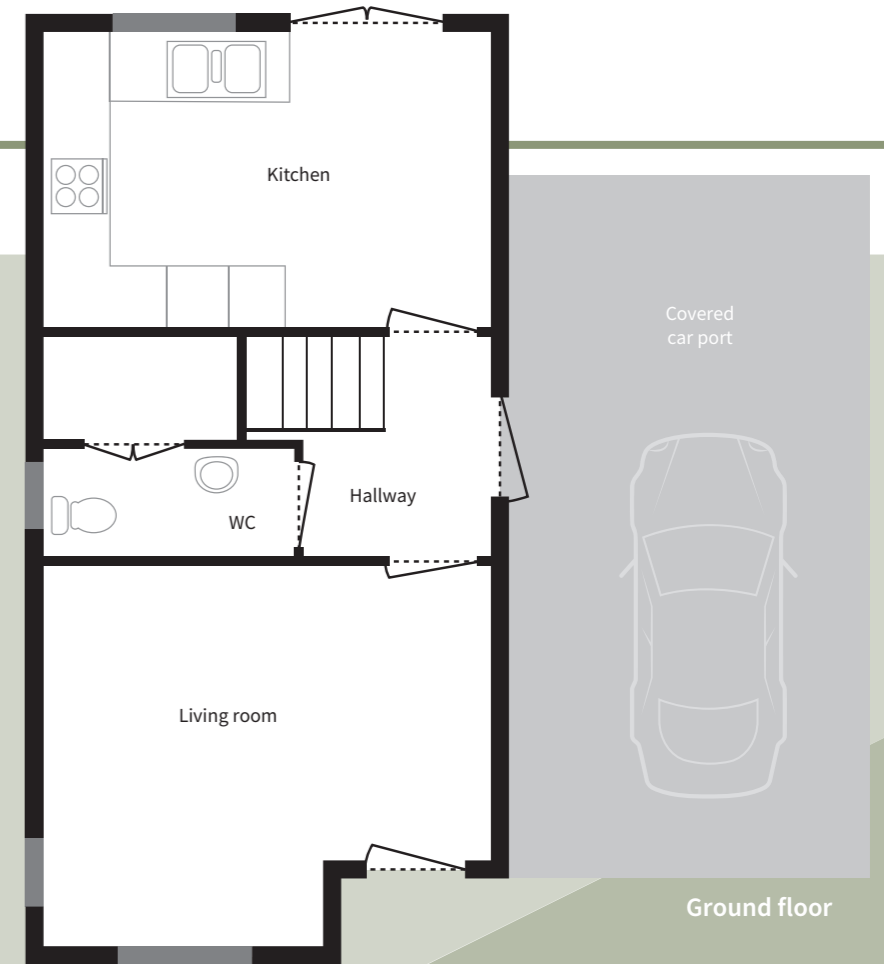 Kitchen
Covered
car port
Hallway
WC
Living room
Ground floor